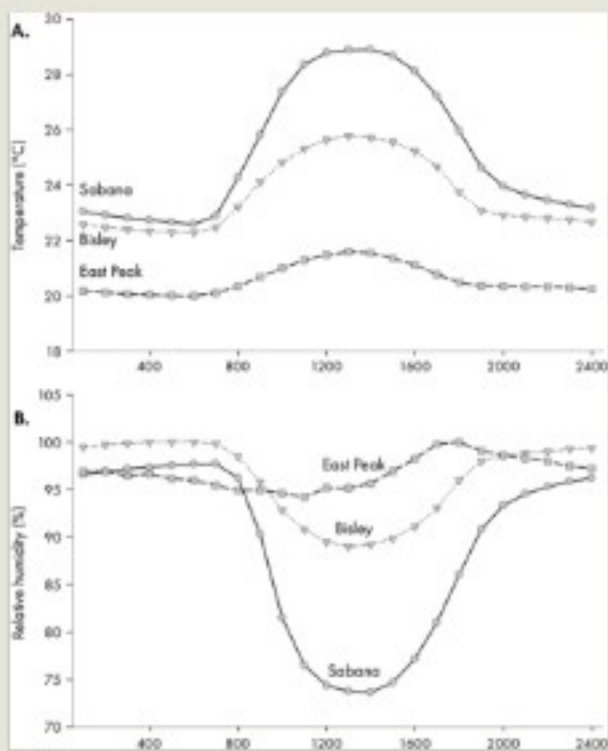 A.
30
28
26
24
22
20
18
Temperature (°C)
Sabana
Bisley
East Peak
400
800
1200
1600
2000
2400
B.
105
100
95
90
85
80
75
70
Relative humidity (%)
East Peak
Bisley
Sabana
400
800
1200
1600
2000
2400